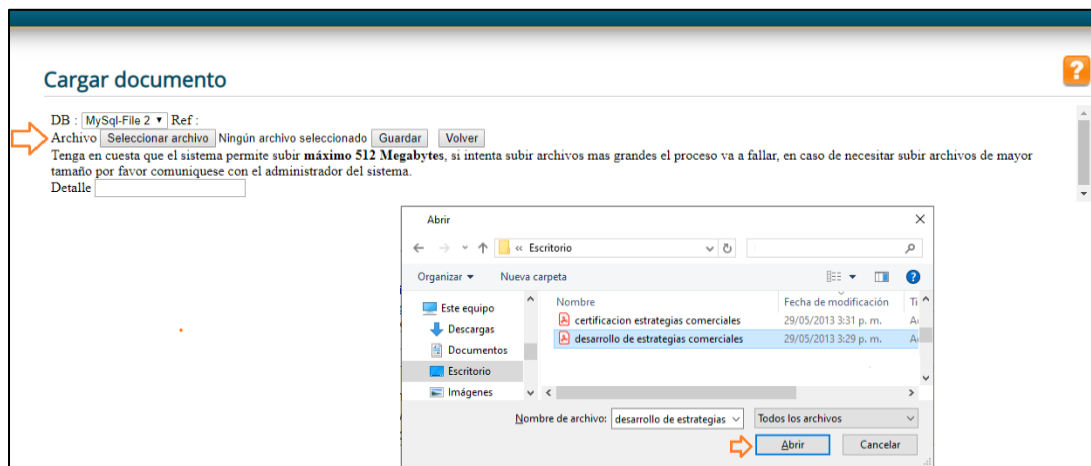 Cargar documento
?
DB : MySql-File 2 Ref :
Archivo Seleccionar archivo Ningún archivo seleccionado Guardar Volver
Tenga en cuesta que el sistema permite subir máximo 512 Megabytes, si intenta subir archivos mas grandes el proceso va a fallar, en caso de necesitar subir archivos de mayor
tamaño por favor comuniquese con el administrador del sistema.
Detalle
Abrir
« Escritorio
Organizar Nueva carpeta
?
Este equipo
Descargas
Documentos
Escritorio
Imágenes
Nombre Fecha de modificación Ti
certificacion estrategias comerciales 29/05/2013 3:31 p. m.
desarrollo de estrategias comerciales 29/05/2013 3:29 p. m.
Nombre de archivo: desarrollo de estrategias Todos los archivos
Abrir Cancelar